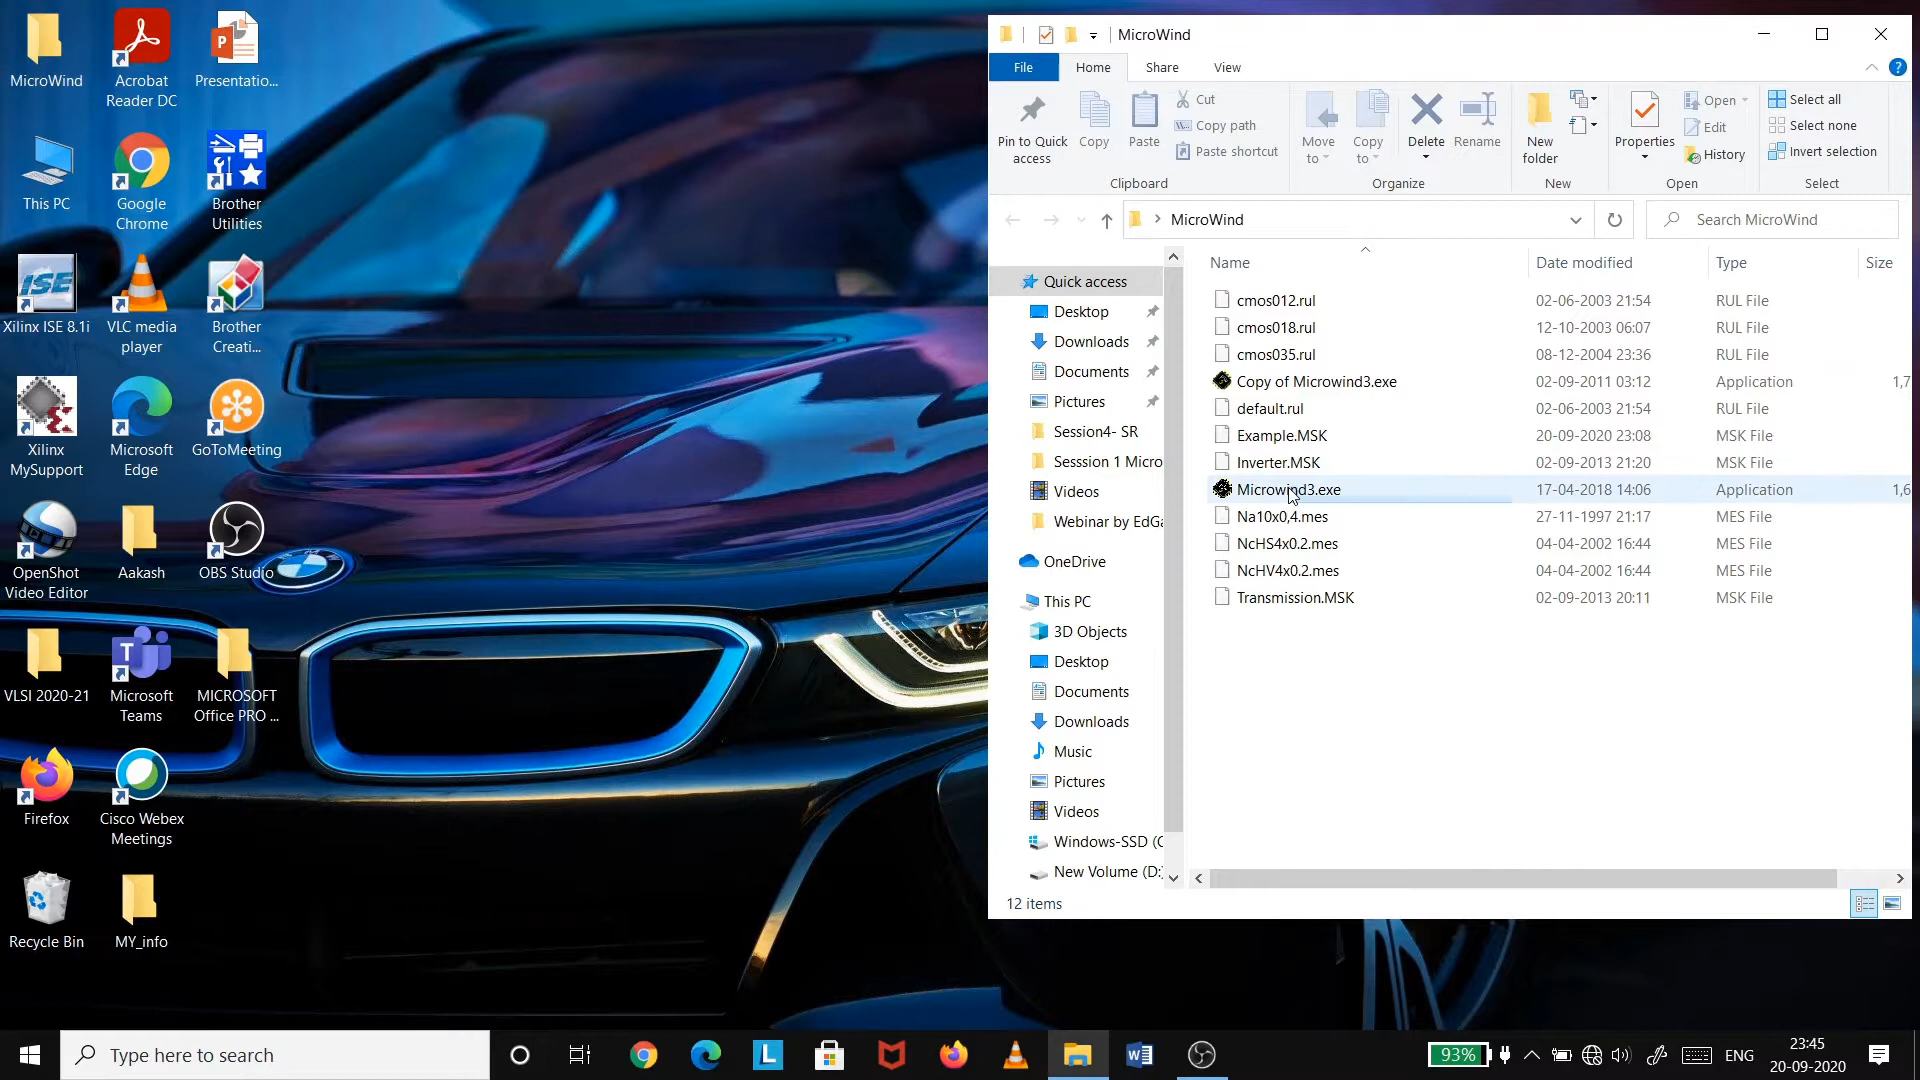 MicroWind
Acrobat
Reader DC
Presentatio...
This PC
Google
Chrome
Brother
Utilities
ISE
Xilinx ISE 8.1i
VLC media
player
Brother
Creati...
Xilinx
MySupport
Microsoft
Edge
GoToMeeting
OpenShot
Video Editor
Aakash
OBS Studio
VLSI 2020-21
Microsoft
Teams
MICROSOFT
Office PRO ...
Firefox
Cisco Webex
Meetings
Recycle Bin
MY_info
MicroWind
File
Home
Share
View
Pin to Quick
access
Copy
Paste
Cut
Copy path
Paste shortcut
Clipboard
Move
to
Copy
to
Delete
Rename
Organize
New
folder
New
Properties
Open
Edit
History
Open
Select all
Select none
Invert selection
Select
MicroWind
Search MicroWind
Quick access
Desktop
Downloads
Documents
Pictures
Session4- SR
Sesssion 1 Micro
Videos
Webinar by EdGa
OneDrive
This PC
3D Objects
Desktop
Documents
Downloads
Music
Pictures
Videos
Windows-SSD (C
New Volume (D:
Name Date modified Type Size
cmos012.rul 02-06-2003 21:54 RUL File
cmos018.rul 12-10-2003 06:07 RUL File
cmos035.rul 08-12-2004 23:36 RUL File
Copy of Microwind3.exe 02-09-2011 03:12 Application 1,7
default.rul 02-06-2003 21:54 RUL File
Example.MSK 20-09-2020 23:08 MSK File
Inverter.MSK 02-09-2013 21:20 MSK File
Microwind3.exe 17-04-2018 14:06 Application 1,6
Na10x0,4.mes 27-11-1997 21:17 MES File
NcHS4x0.2.mes 04-04-2002 16:44 MES File
NcHV4x0.2.mes 04-04-2002 16:44 MES File
Transmission.MSK 02-09-2013 20:11 MSK File
12 items
Type here to search
93%
ENG
23:45
20-09-2020